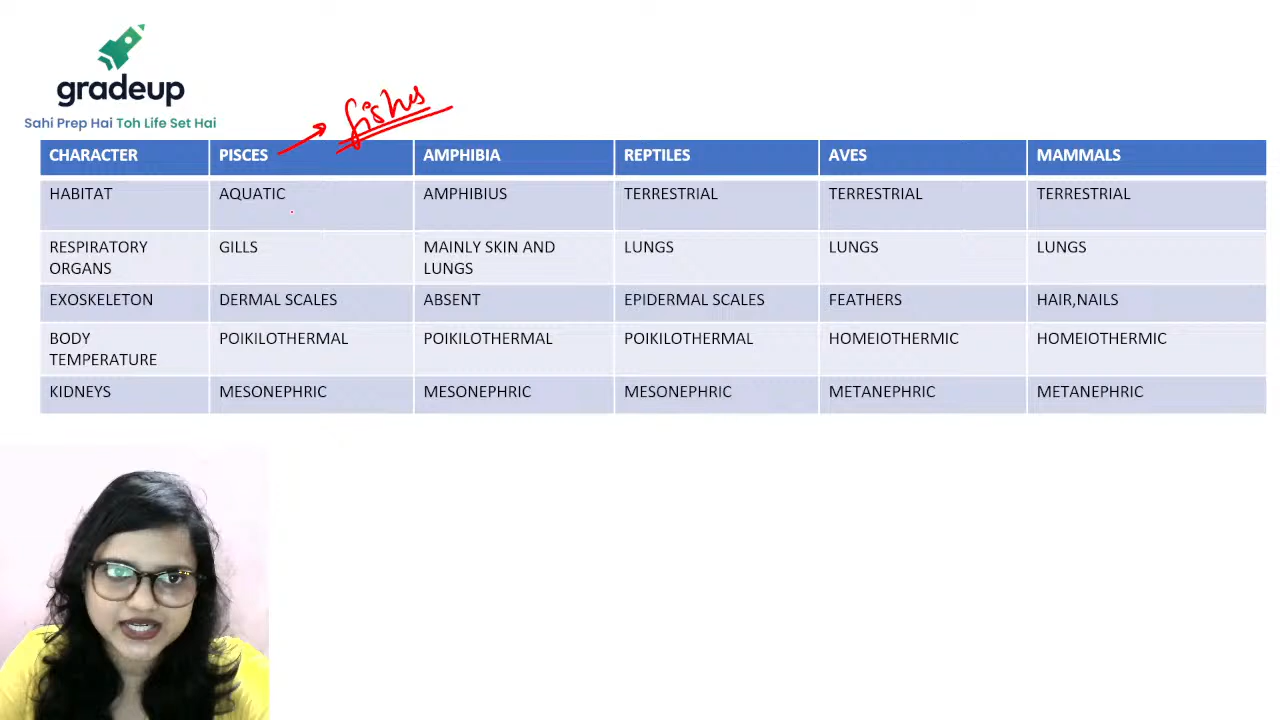 gradeup
Sahi Prep Hai Toh Life Set Hai
fishes
CHARACTER PISCES AMPHIBIA REPTILES AVES MAMMALS
HABITAT AQUATIC AMPHIBIUS TERRESTRIAL TERRESTRIAL TERRESTRIAL
RESPIRATORY ORGANS GILLS MAINLY SKIN AND LUNGS LUNGS LUNGS LUNGS
EXOSKELETON DERMAL SCALES ABSENT EPIDERMAL SCALES FEATHERS HAIR,NAILS
BODY TEMPERATURE POIKILOTHERMAL POIKILOTHERMAL POIKILOTHERMAL HOMEIOTHERMIC HOMEIOTHERMIC
KIDNEYS MESONEPHRIC MESONEPHRIC MESONEPHRIC METANEPHRIC METANEPHRIC